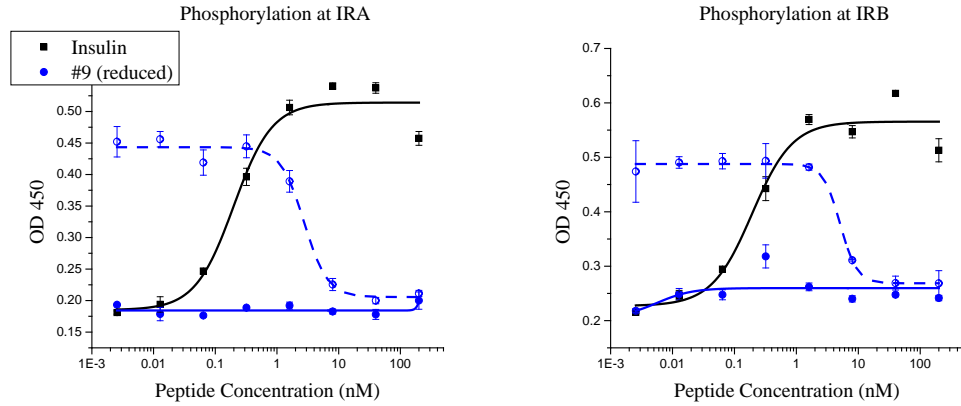 Phosphorylation at IRA
Insulin
#9 (reduced)
0.50
0.45
0.40
0.35
0.30
0.25
0.20
0.15
OD 450
1E-3 0.01 0.1 1 10 100
Peptide Concentration (nM)
Phosphorylation at IRB
0.7
0.6
0.5
0.4
0.3
0.2
OD 450
1E-3 0.01 0.1 1 10 100
Peptide Concentration (nM)